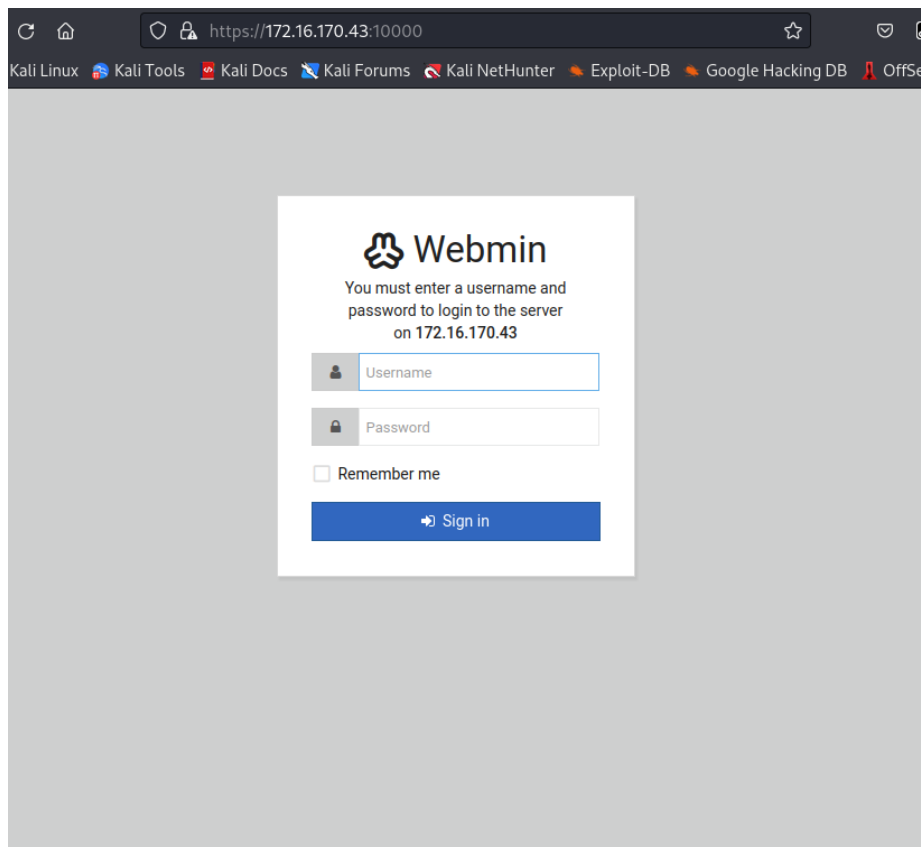 https://172.16.170.43:10000
Kali Linux Kali Tools Kali Docs Kali Forums Kali NetHunter Exploit-DB Google Hacking DB OffSe
Webmin
You must enter a username and
password to login to the server
on 172.16.170.43
Username
Password
Remember me
Sign in